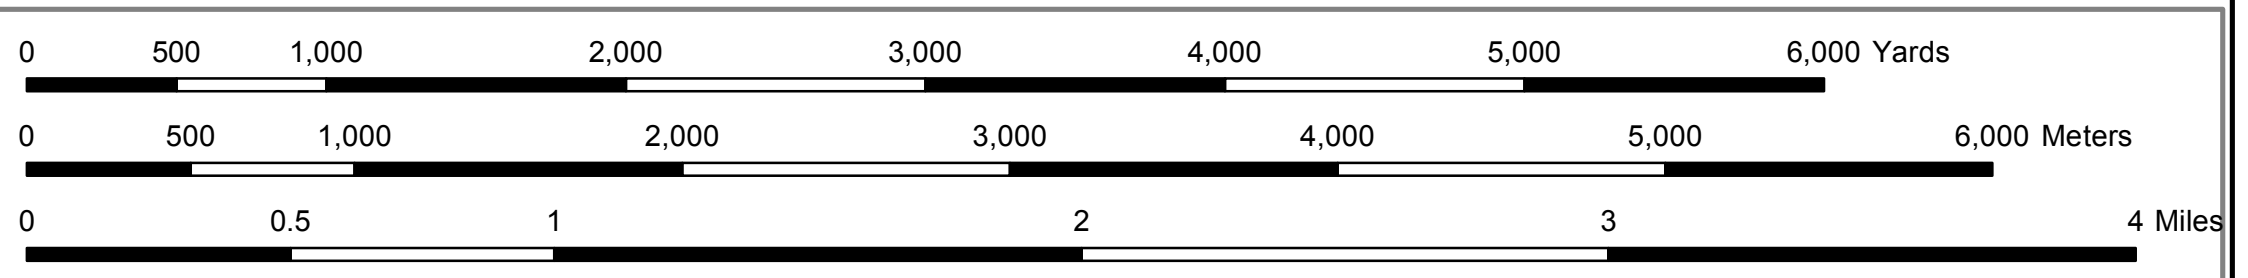 0 500 1,000 2,000 3,000 4,000 5,000 6,000 Yards
0 500 1,000 2,000 3,000 4,000 5,000 6,000 Meters
0 0.5 1 2 3 4 Miles